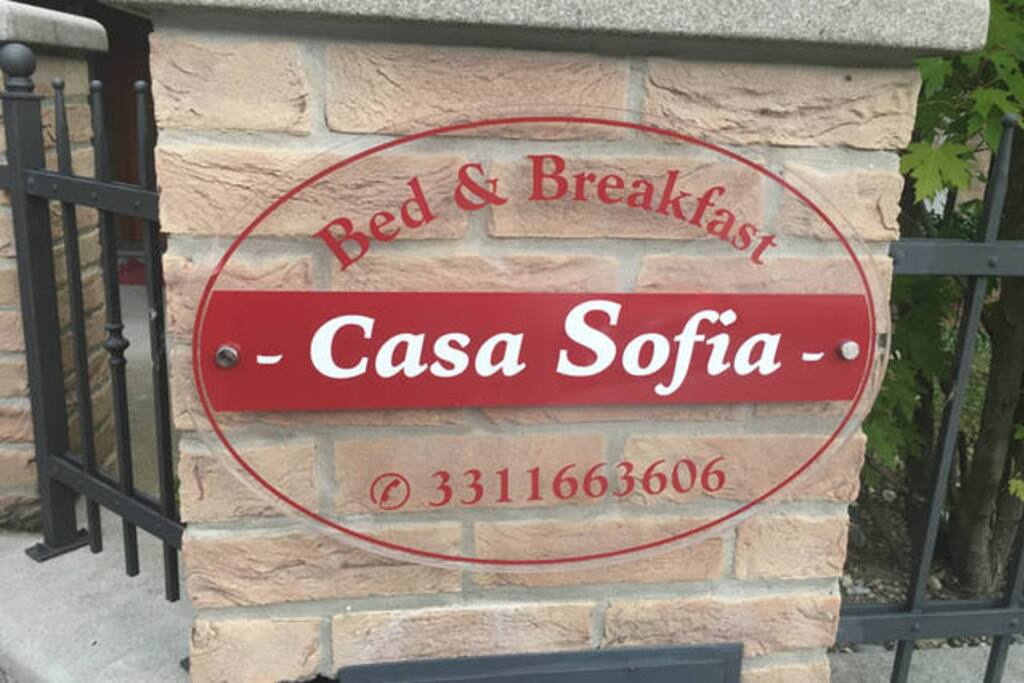 Bed & Breakfast
- Casa Sofia -
✆ 3311663606